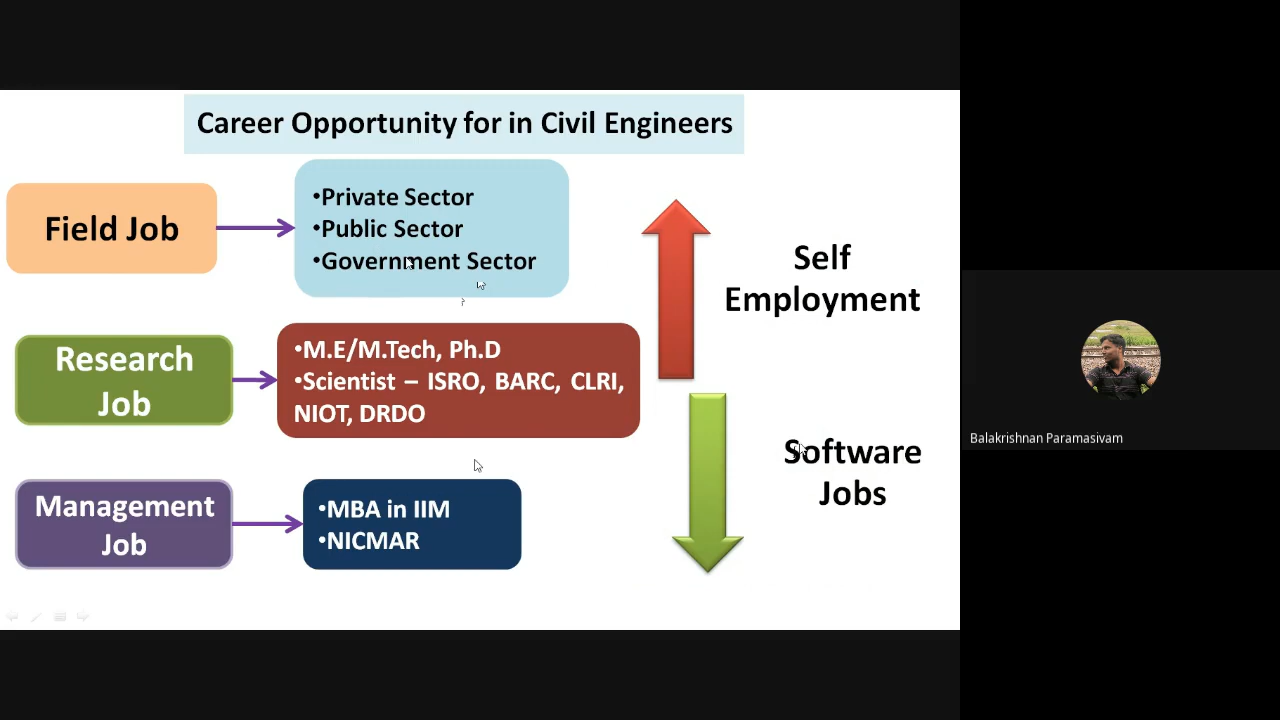 Career Opportunity for in Civil Engineers
Field Job
•Private Sector
•Public Sector
•Government Sector
Self
Employment
Research
Job
•M.E/M.Tech, Ph.D
•Scientist – ISRO, BARC, CLRI,
NIOT, DRDO
Software
Jobs
Management
Job
•MBA in IIM
•NICMAR
Balakrishnan Paramasivam